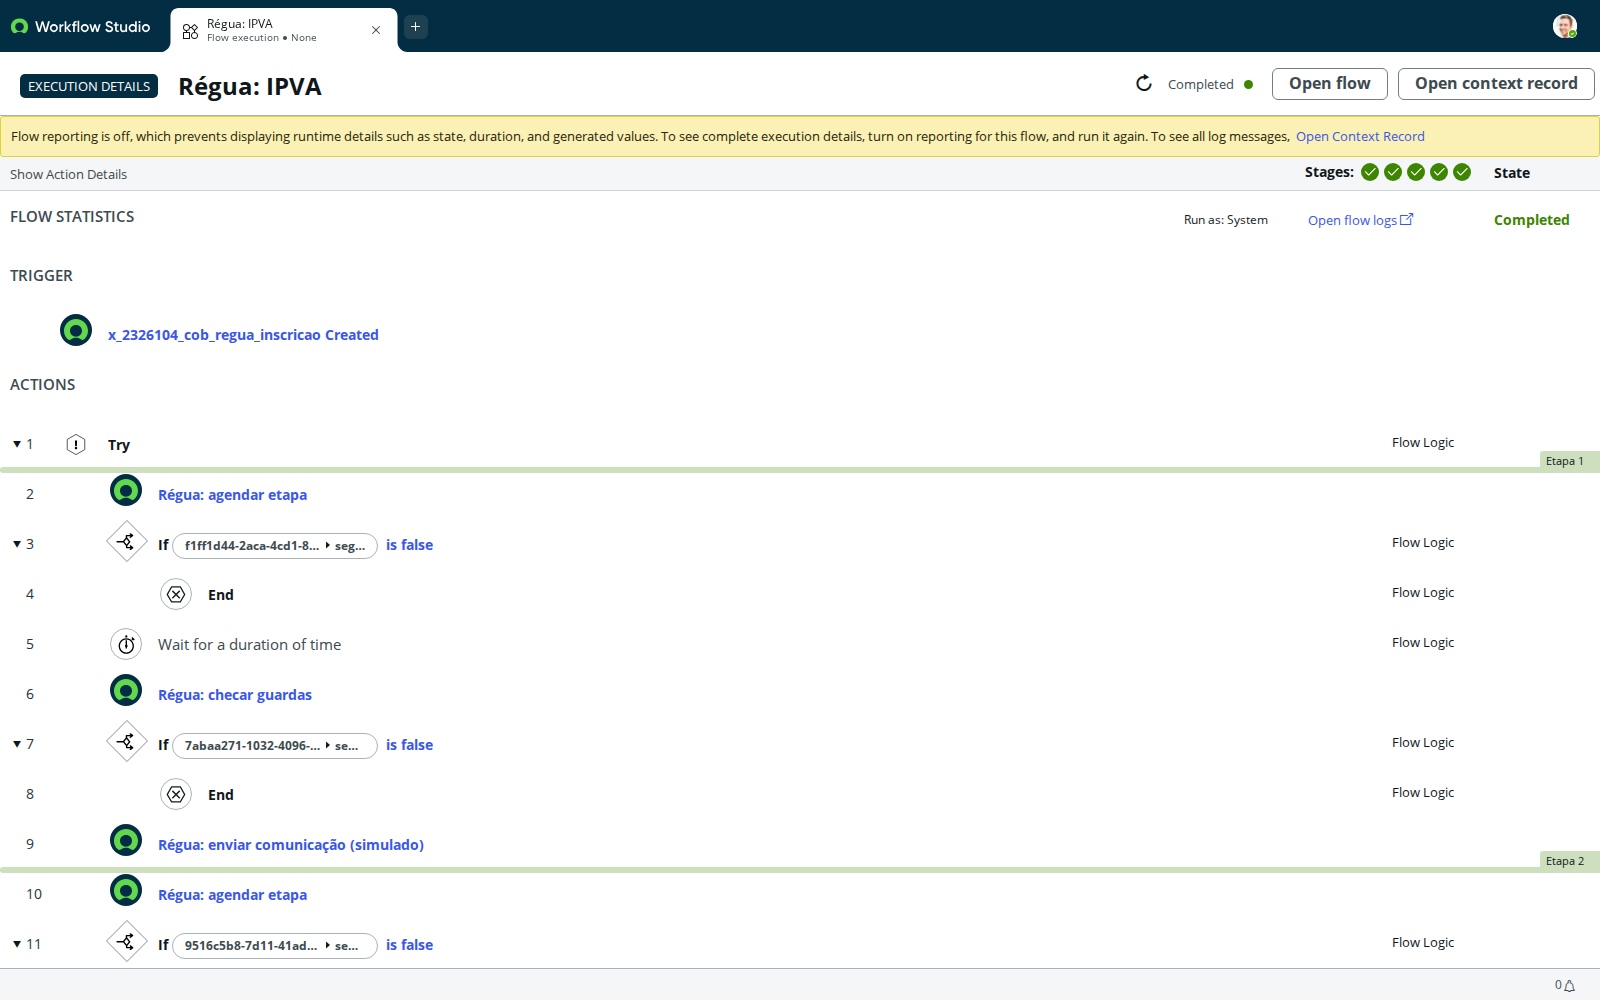 Workflow Studio
Régua: IPVA
Flow execution • None
EXECUTION DETAILS
Régua: IPVA
Completed
Open flow
Open context record
Flow reporting is off, which prevents displaying runtime details such as state, duration, and generated values. To see complete execution details, turn on reporting for this flow, and run it again. To see all log messages, Open Context Record
Show Action Details
Stages:
State
FLOW STATISTICS
Run as: System
Open flow logs
Completed
TRIGGER
x_2326104_cob_regua_inscricao Created
ACTIONS
1 Try Flow Logic
Etapa 1
2 Régua: agendar etapa
3 If f1ff1d44-2aca-4cd1-8... seg... is false Flow Logic
4 End Flow Logic
5 Wait for a duration of time Flow Logic
6 Régua: checar guardas
7 If 7abaa271-1032-4096-... se... is false Flow Logic
8 End Flow Logic
9 Régua: enviar comunicação (simulado)
Etapa 2
10 Régua: agendar etapa
11 If 9516c5b8-7d11-41ad... se... is false Flow Logic
0